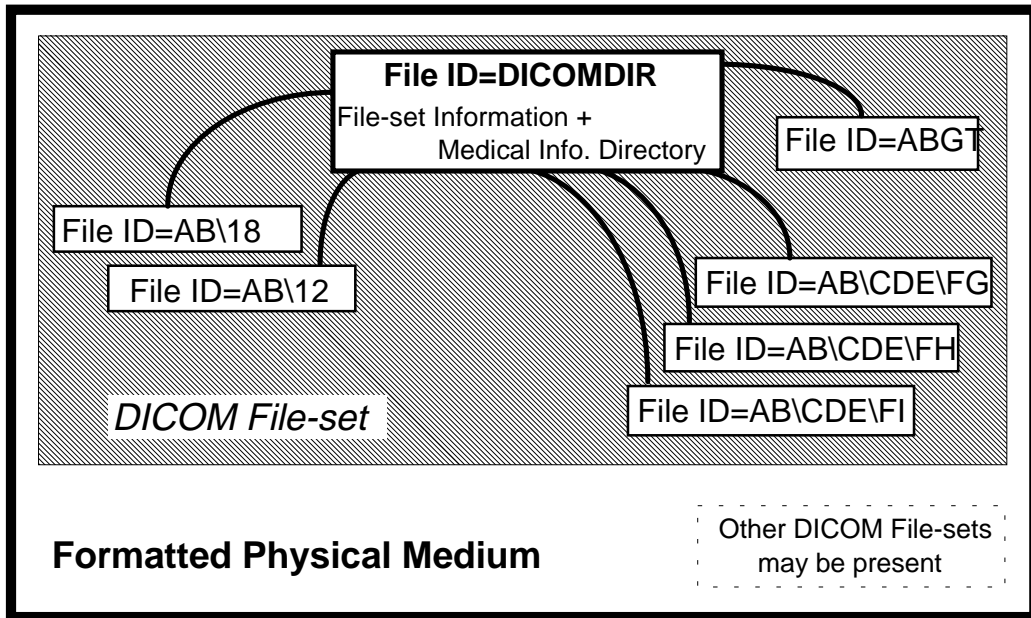 File ID=DICOMDIR
File-set Information +
Medical Info. Directory
File ID=ABGT
File ID=AB\18
File ID=AB\12
File ID=AB\CDE\FG
File ID=AB\CDE\FH
File ID=AB\CDE\FI
DICOM File-set
Formatted Physical Medium
Other DICOM File-sets
may be present